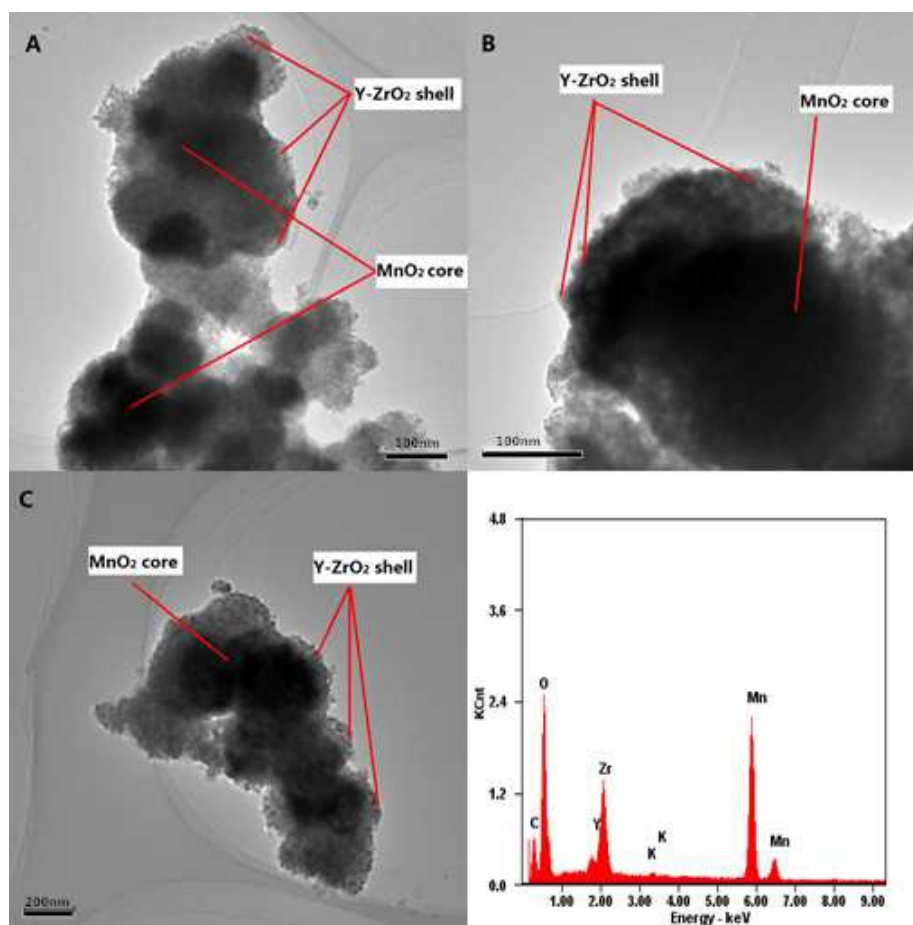 A
Y-ZrO₂ shell
MnO₂ core
100nm
B
Y-ZrO₂ shell
MnO₂ core
100nm
C
MnO₂ core
Y-ZrO₂ shell
200nm
4.8
3.6
2.4
1.2
0.0
KCnt
C
O
Y
Zr
K
K
Mn
Mn
1.00 2.00 3.00 4.00 5.00 6.00 7.00 8.00 9.00
Energy - keV